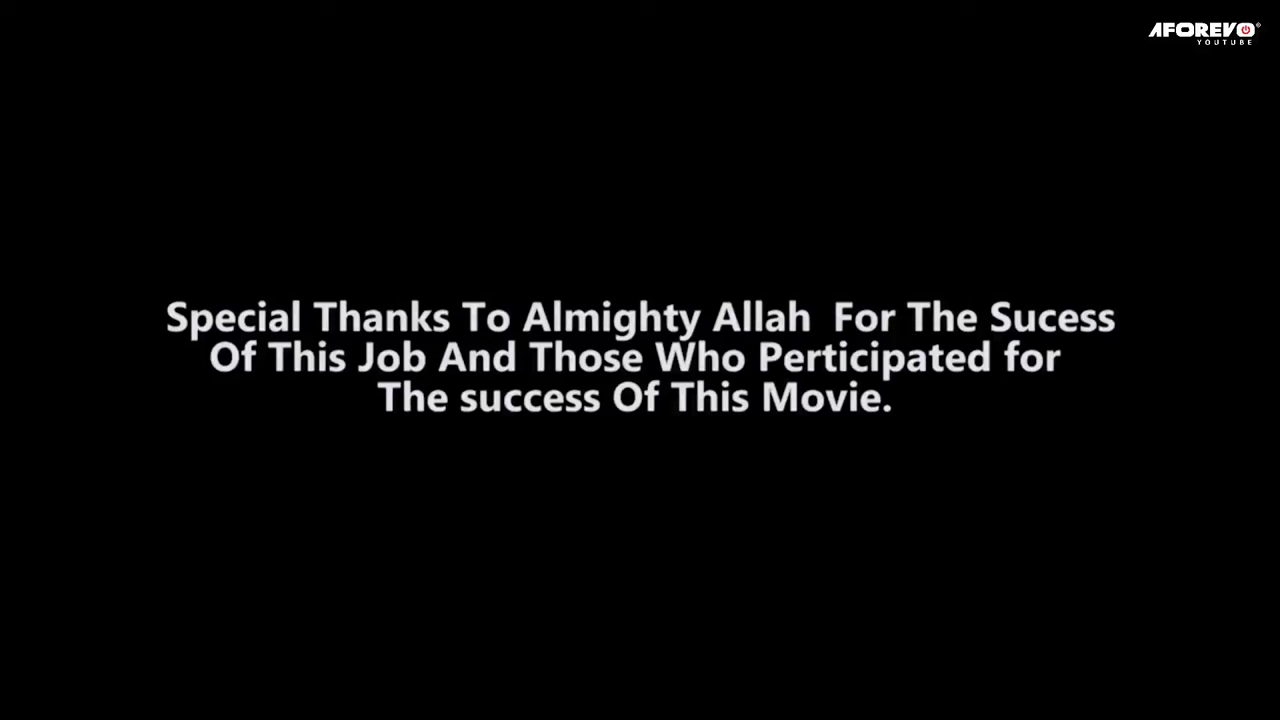 AFOREVO
YOUTUBE
Special Thanks To Almighty Allah  For The Sucess
Of This Job And Those Who Perticipated for
The success Of This Movie.